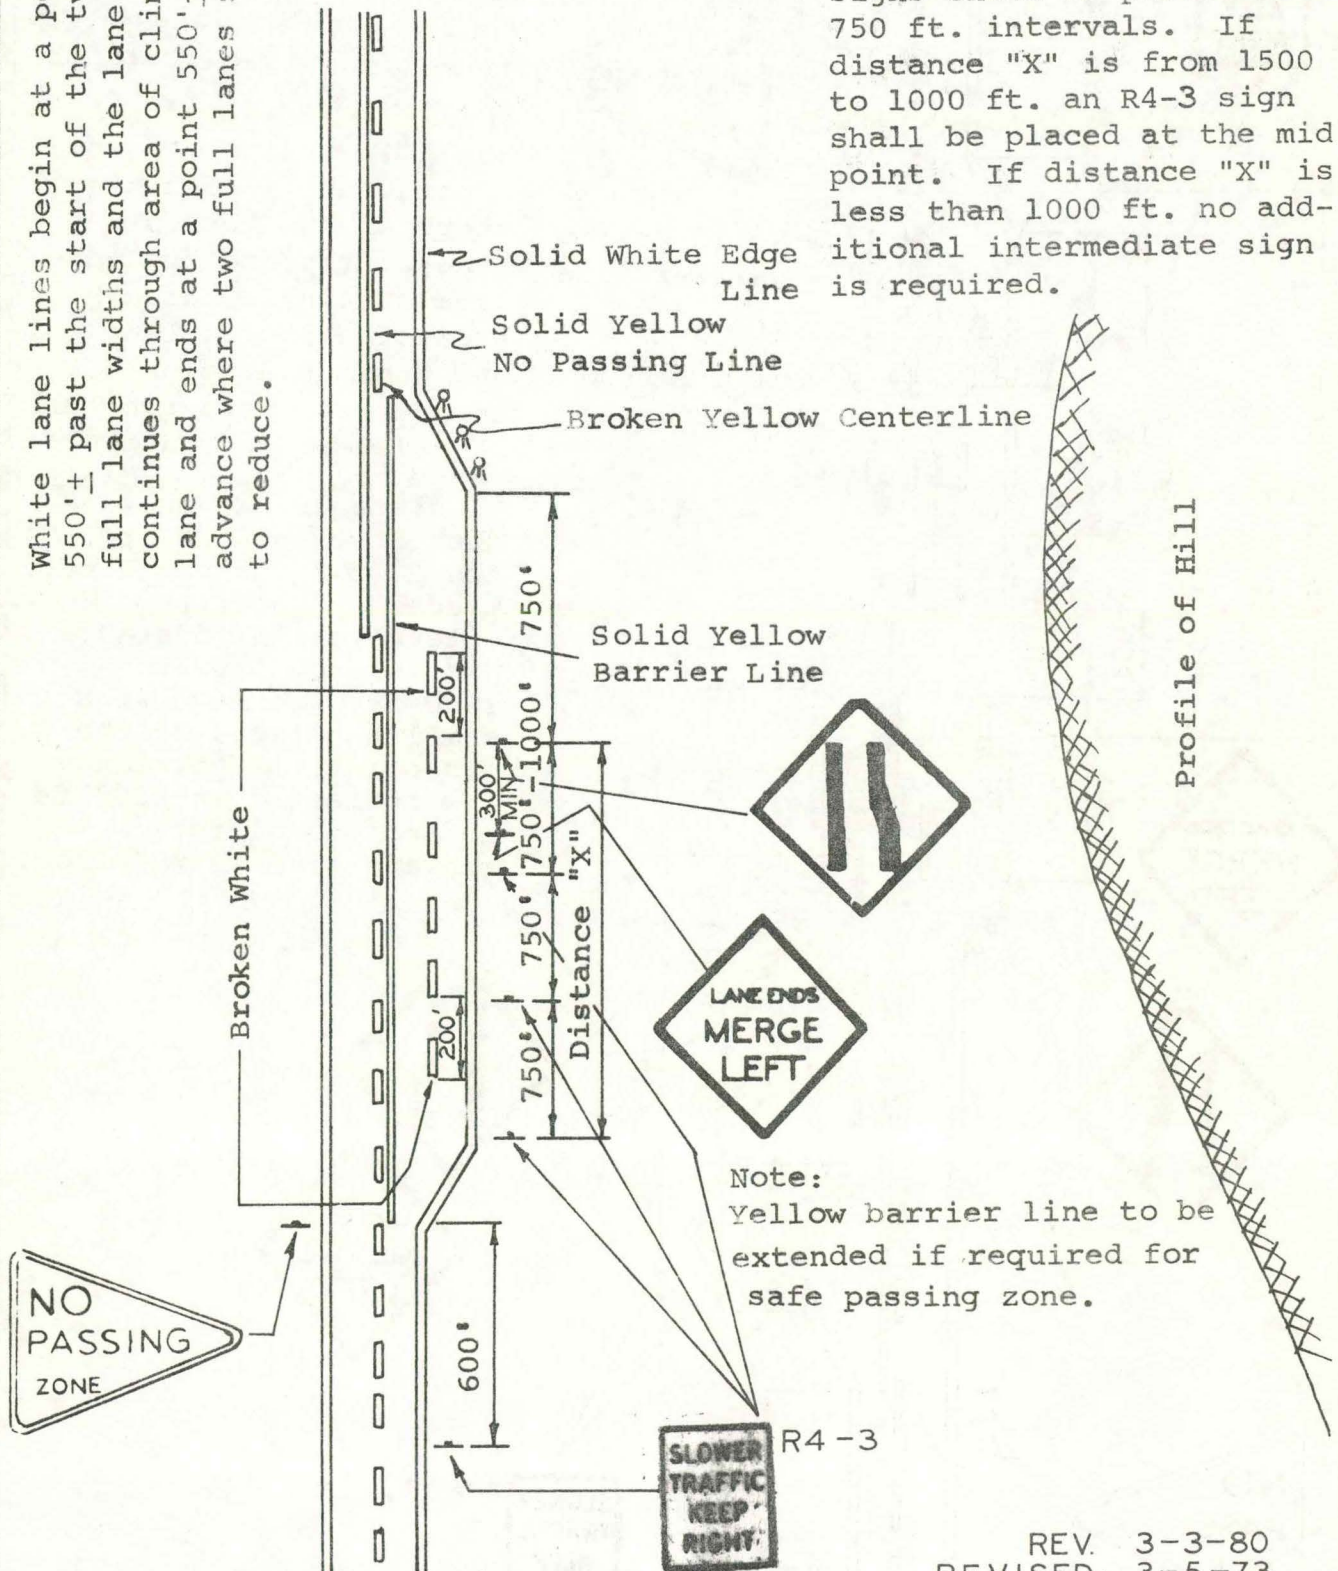 White lane lines begin at a
550'± past the start of the
full lane widths and the lane
continues through area of
lane and ends at a point 550'±
advance where two full lanes
to reduce.
750 ft. intervals. If
distance "X" is from 1500
to 1000 ft. an R4-3 sign
shall be placed at the mid
point. If distance "X" is
less than 1000 ft. no add-
itional intermediate sign
is required.
Solid White Edge
Line
Solid Yellow
No Passing Line
Broken Yellow Centerline
Solid Yellow
Barrier Line
Broken White
200'
200'
750'
750'-1000'
300'
MIN
750'
750'
Distance "X"
600'
LANE ENDS
MERGE
LEFT
Profile of Hill
Note:
Yellow barrier line to be
extended if required for
safe passing zone.
NO
PASSING
ZONE
R4-3
SLOWER
TRAFFIC
KEEP
RIGHT
REV. 3-3-80
REVISED 3-5-73